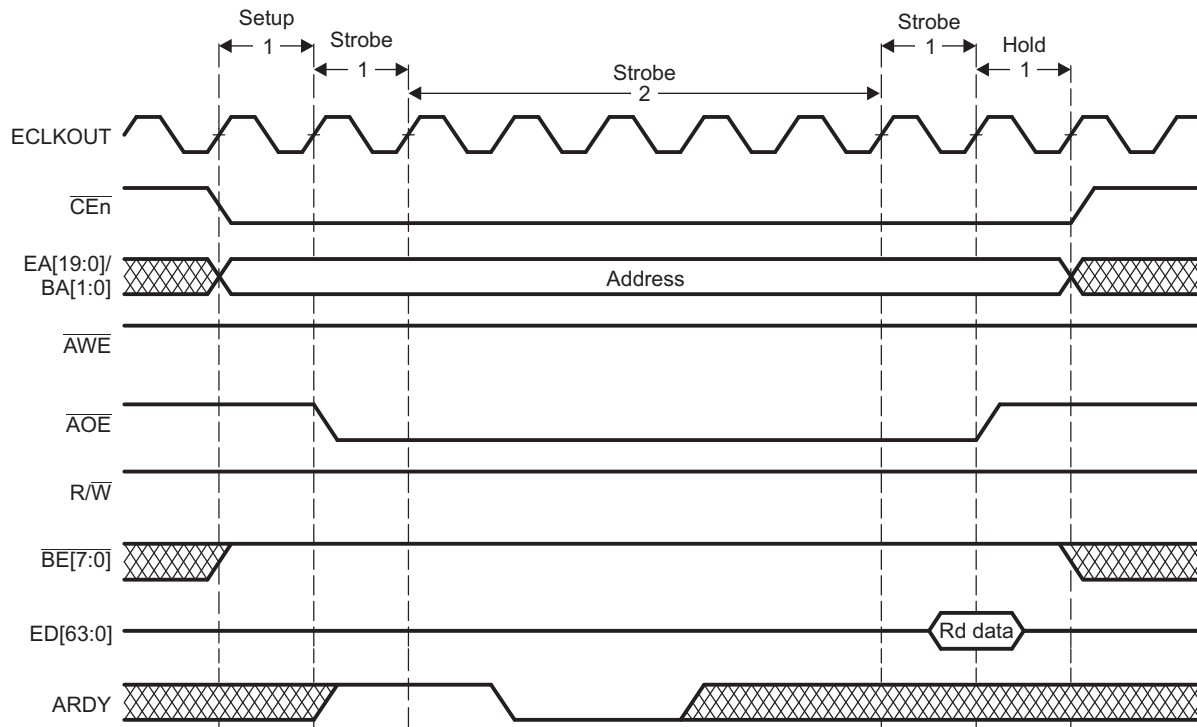 Setup
1
Strobe
1
Strobe
2
Strobe
1
Hold
1
ECLKOUT
CEn
EA[19:0]/
BA[1:0]
Address
AWE
AOE
R/W
BE[7:0]
ED[63:0]
Rd data
ARDY